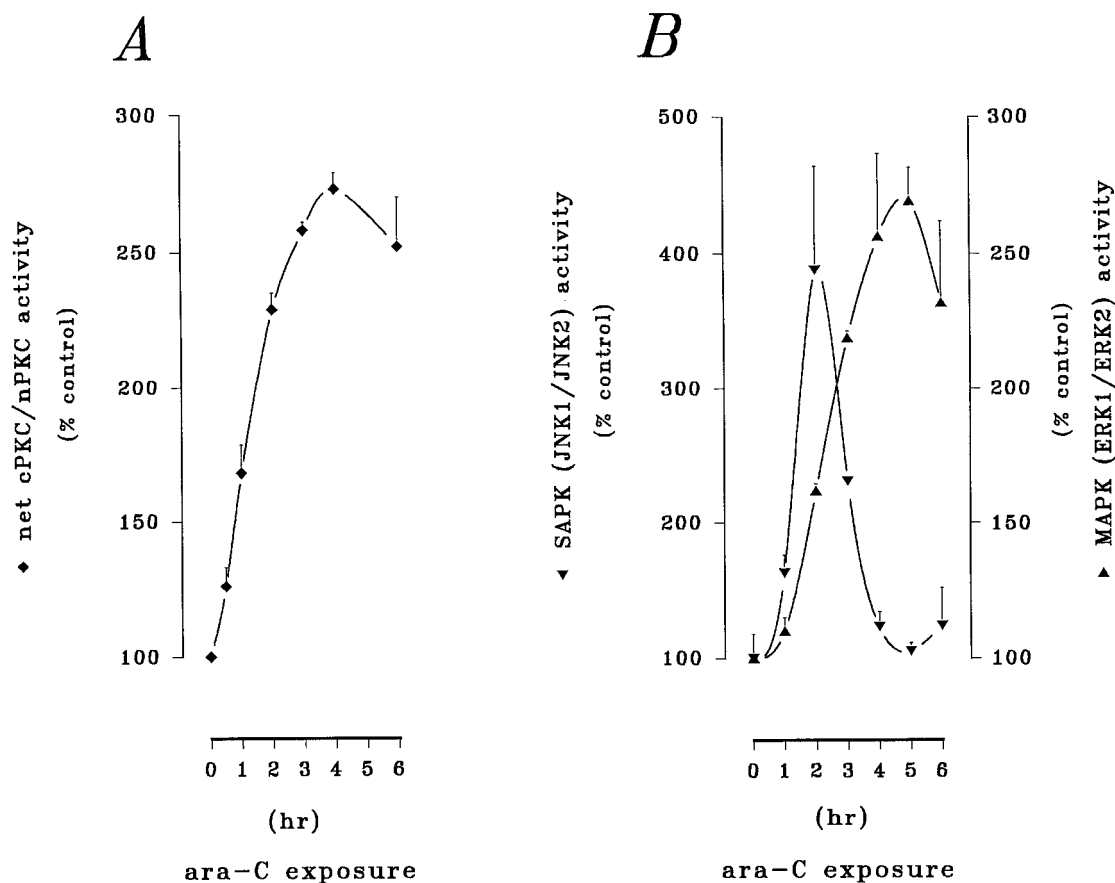 A
300
250
200
150
100
◆ net cPKC/nPKC activity
(% control)
0 1 2 3 4 5 6
(hr)
ara-C exposure
B
500
400
300
200
100
▼ SAPK (JNK1/JNK2) activity
(% control)
300
250
200
150
100
(% control)
▲ MAPK (ERK1/ERK2) activity
0 1 2 3 4 5 6
(hr)
ara-C exposure